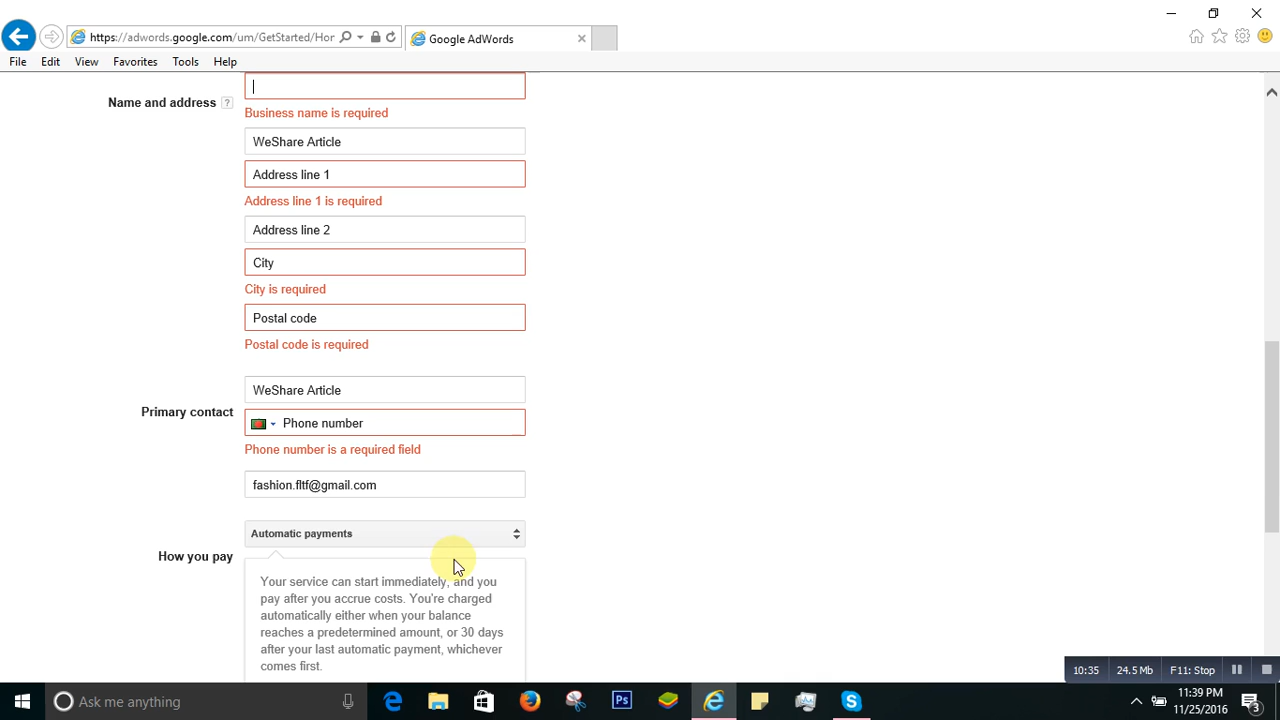 https://adwords.google.com/um/GetStarted/Hor
Google AdWords
File Edit View Favorites Tools Help
Name and address ?
Business name is required
WeShare Article
Address line 1
Address line 1 is required
Address line 2
City
City is required
Postal code
Postal code is required
WeShare Article
Primary contact
Phone number
Phone number is a required field
fashion.fltf@gmail.com
Automatic payments
How you pay
Your service can start immediately, and you
pay after you accrue costs. You're charged
automatically either when your balance
reaches a predetermined amount, or 30 days
after your last automatic payment, whichever
comes first.
10:35 24.5 Mb F11: Stop
Ask me anything
Ps
11:39 PM
11/25/2016
3